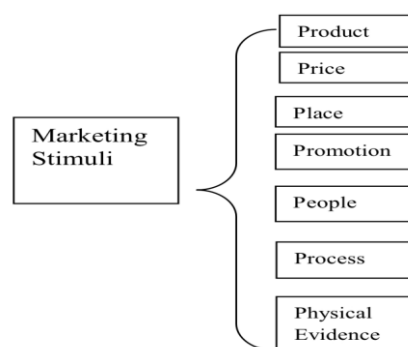 Marketing
Stimuli
Product
Price
Place
Promotion
People
Process
Physical
Evidence